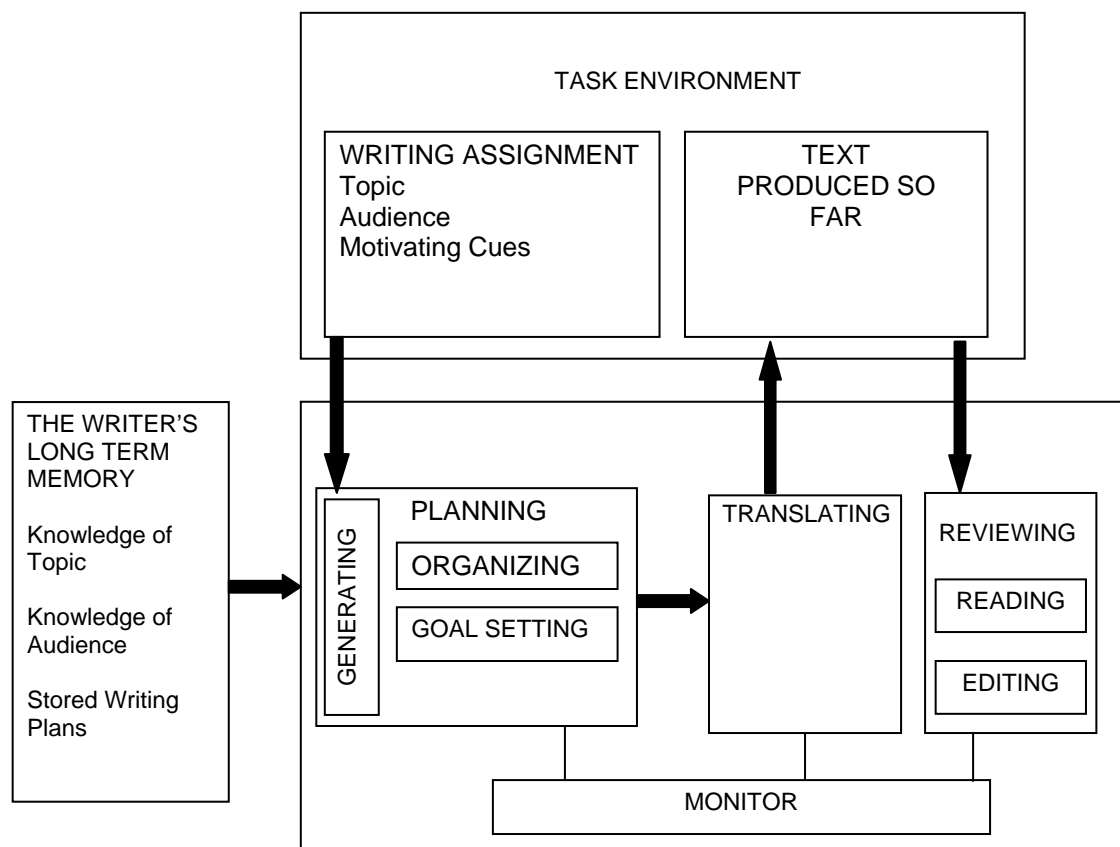 TASK ENVIRONMENT
WRITING ASSIGNMENT
Topic
Audience
Motivating Cues
TEXT
PRODUCED SO
FAR
THE WRITER’S
LONG TERM
MEMORY
Knowledge of
Topic
Knowledge of
Audience
Stored Writing
Plans
GENERATING
PLANNING
ORGANIZING
GOAL SETTING
TRANSLATING
REVIEWING
READING
EDITING
MONITOR